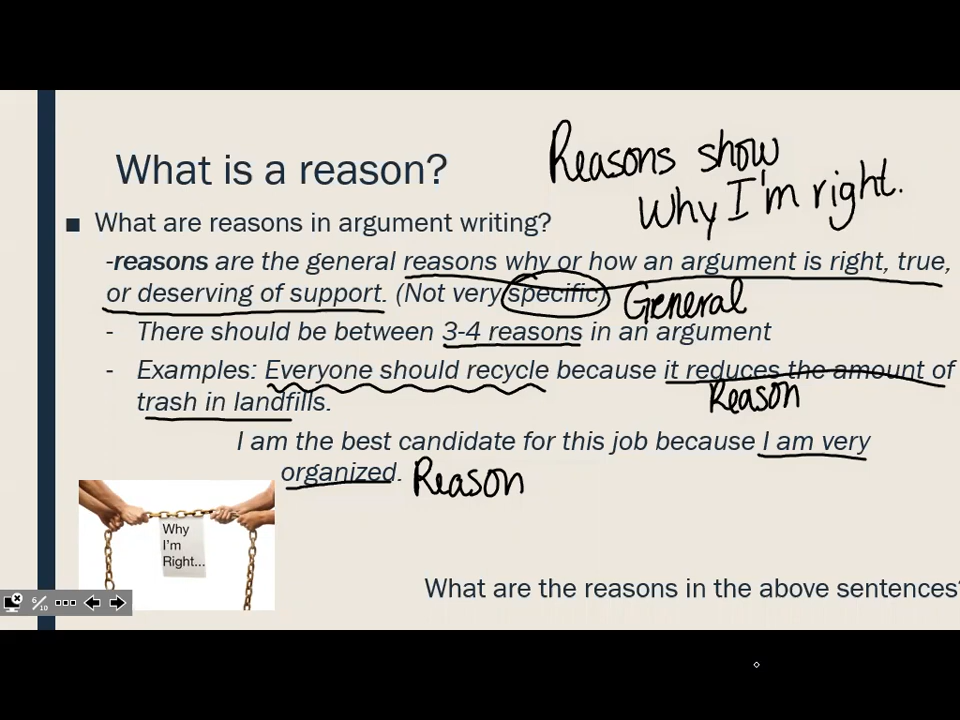 What is a reason?
Reasons show
Why I'm right.
■ What are reasons in argument writing?
-reasons are the general reasons why or how an argument is right, true,
or deserving of support. (Not very specific) General
- There should be between 3-4 reasons in an argument
- Examples: Everyone should recycle because it reduces the amount of
trash in landfills.
Reason
I am the best candidate for this job because I am very
organized. Reason
Why
I'm
Right...
What are the reasons in the above sentences?
6/10